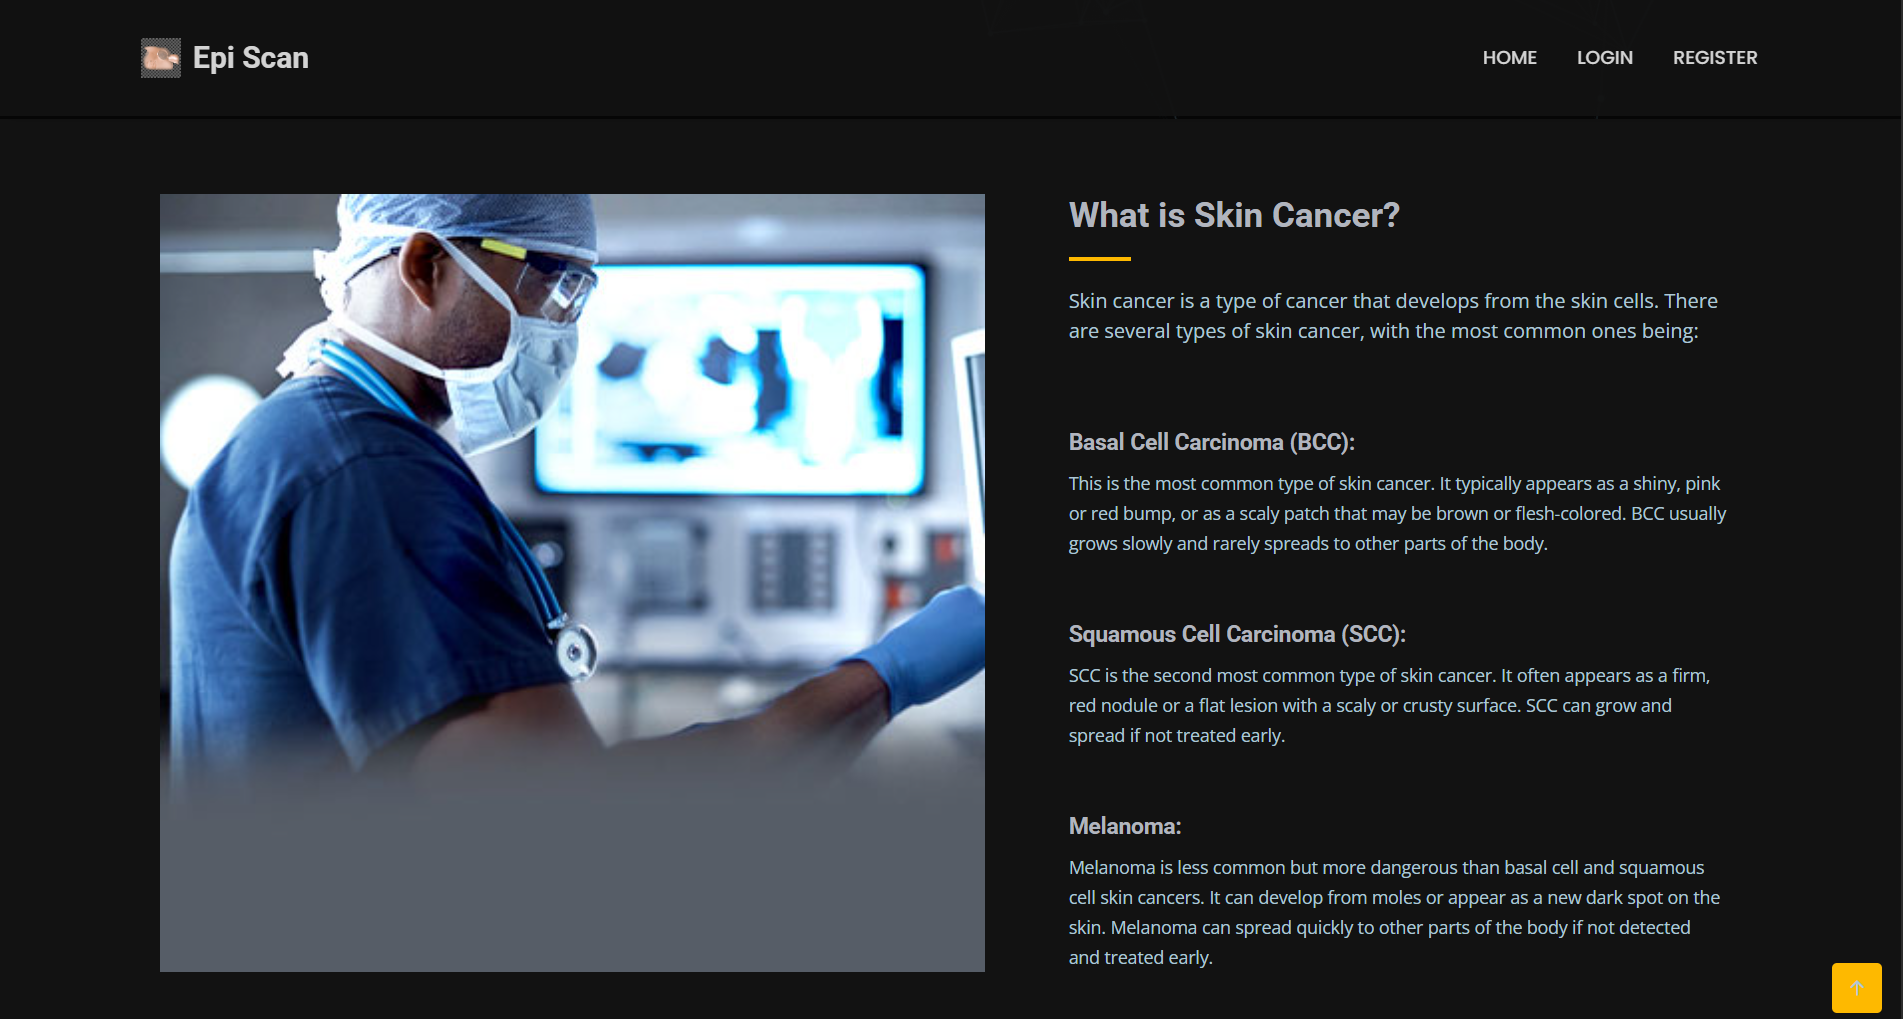 Epi Scan
HOME
LOGIN
REGISTER
What is Skin Cancer?
Skin cancer is a type of cancer that develops from the skin cells. There
are several types of skin cancer, with the most common ones being:
Basal Cell Carcinoma (BCC):
This is the most common type of skin cancer. It typically appears as a shiny, pink
or red bump, or as a scaly patch that may be brown or flesh-colored. BCC usually
grows slowly and rarely spreads to other parts of the body.
Squamous Cell Carcinoma (SCC):
SCC is the second most common type of skin cancer. It often appears as a firm,
red nodule or a flat lesion with a scaly or crusty surface. SCC can grow and
spread if not treated early.
Melanoma:
Melanoma is less common but more dangerous than basal cell and squamous
cell skin cancers. It can develop from moles or appear as a new dark spot on the
skin. Melanoma can spread quickly to other parts of the body if not detected
and treated early.